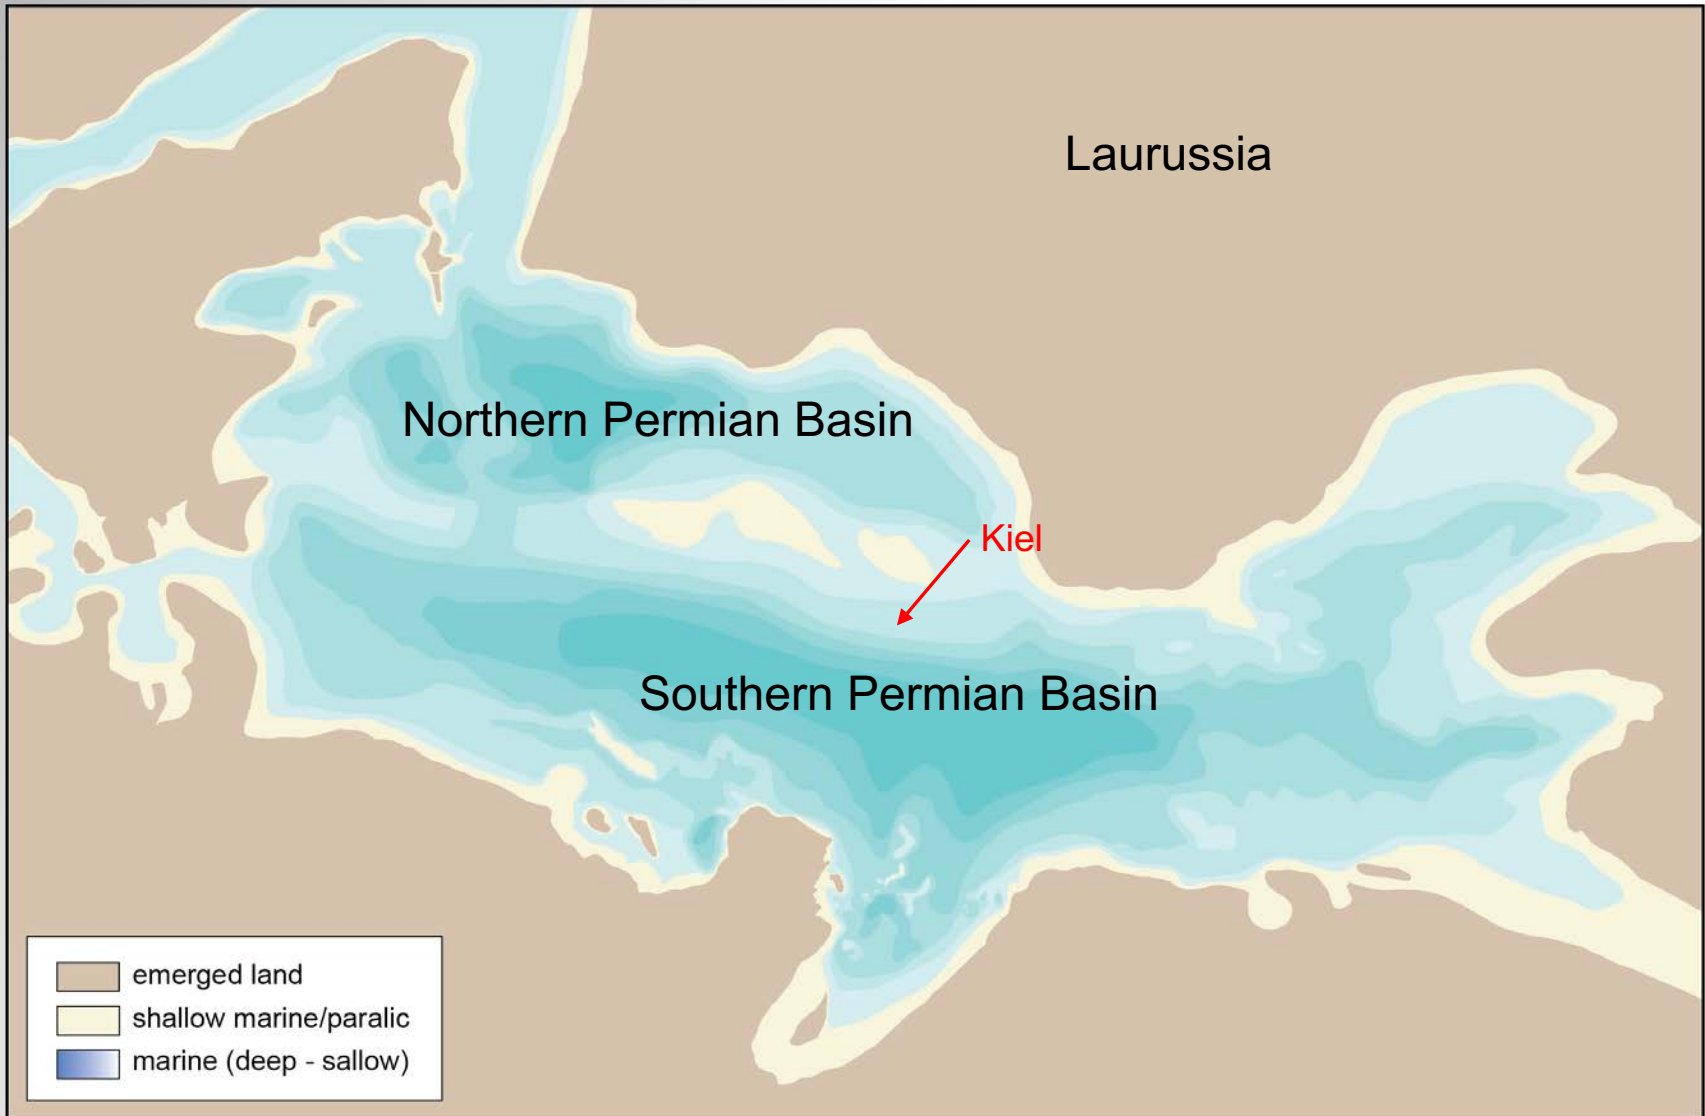 Laurussia
Northern Permian Basin
Kiel
Southern Permian Basin
emerged land
shallow marine/paralic
marine (deep - sallow)